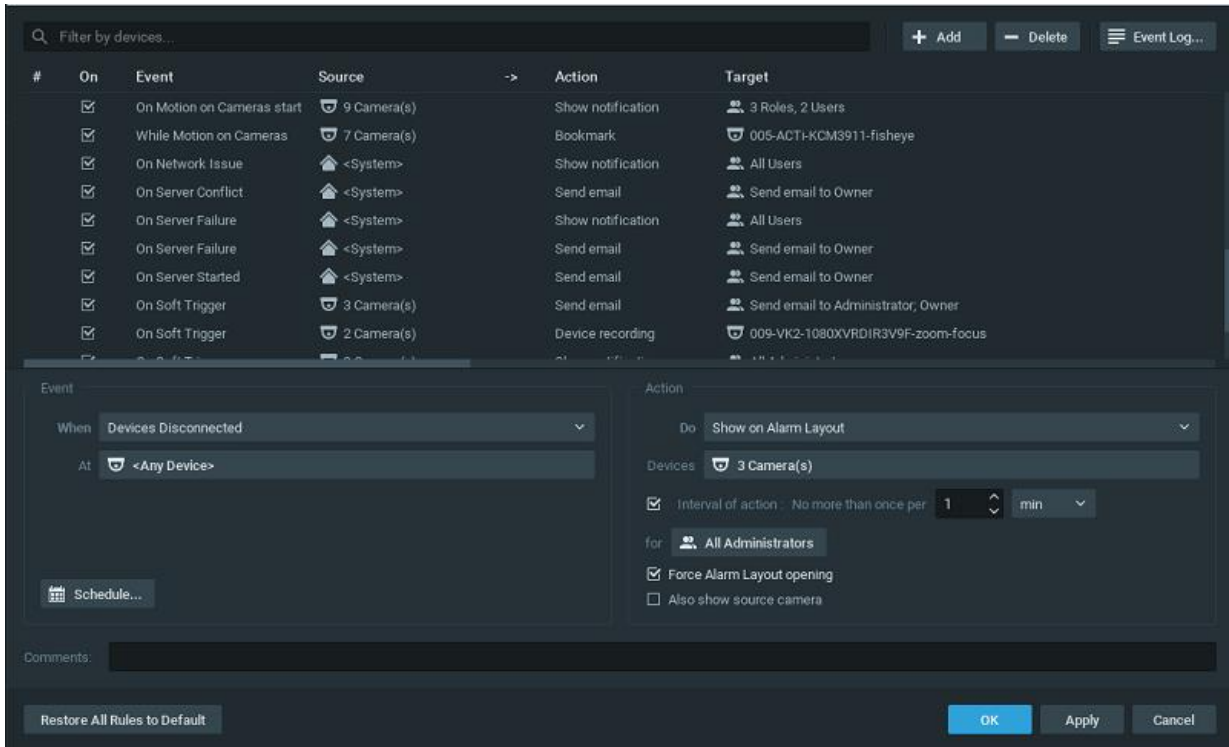 Filter by devices...
+ Add
− Delete
Event Log...
# On Event Source -> Action Target
On Motion on Cameras start 9 Camera(s) Show notification 3 Roles, 2 Users
While Motion on Cameras 7 Camera(s) Bookmark 005-ACTi-KCM3911-fisheye
On Network Issue <System> Show notification All Users
On Server Conflict <System> Send email Send email to Owner
On Server Failure <System> Show notification All Users
On Server Failure <System> Send email Send email to Owner
On Server Started <System> Send email Send email to Owner
On Soft Trigger 3 Camera(s) Send email Send email to Administrator; Owner
On Soft Trigger 2 Camera(s) Device recording 009-VK2-1080XVRDIR3V9F-zoom-focus
Event
When Devices Disconnected
At <Any Device>
Schedule...
Action
Do Show on Alarm Layout
Devices 3 Camera(s)
Interval of action : No more than once per 1 min
for All Administrators
Force Alarm Layout opening
Also show source camera
Comments:
Restore All Rules to Default
OK
Apply
Cancel